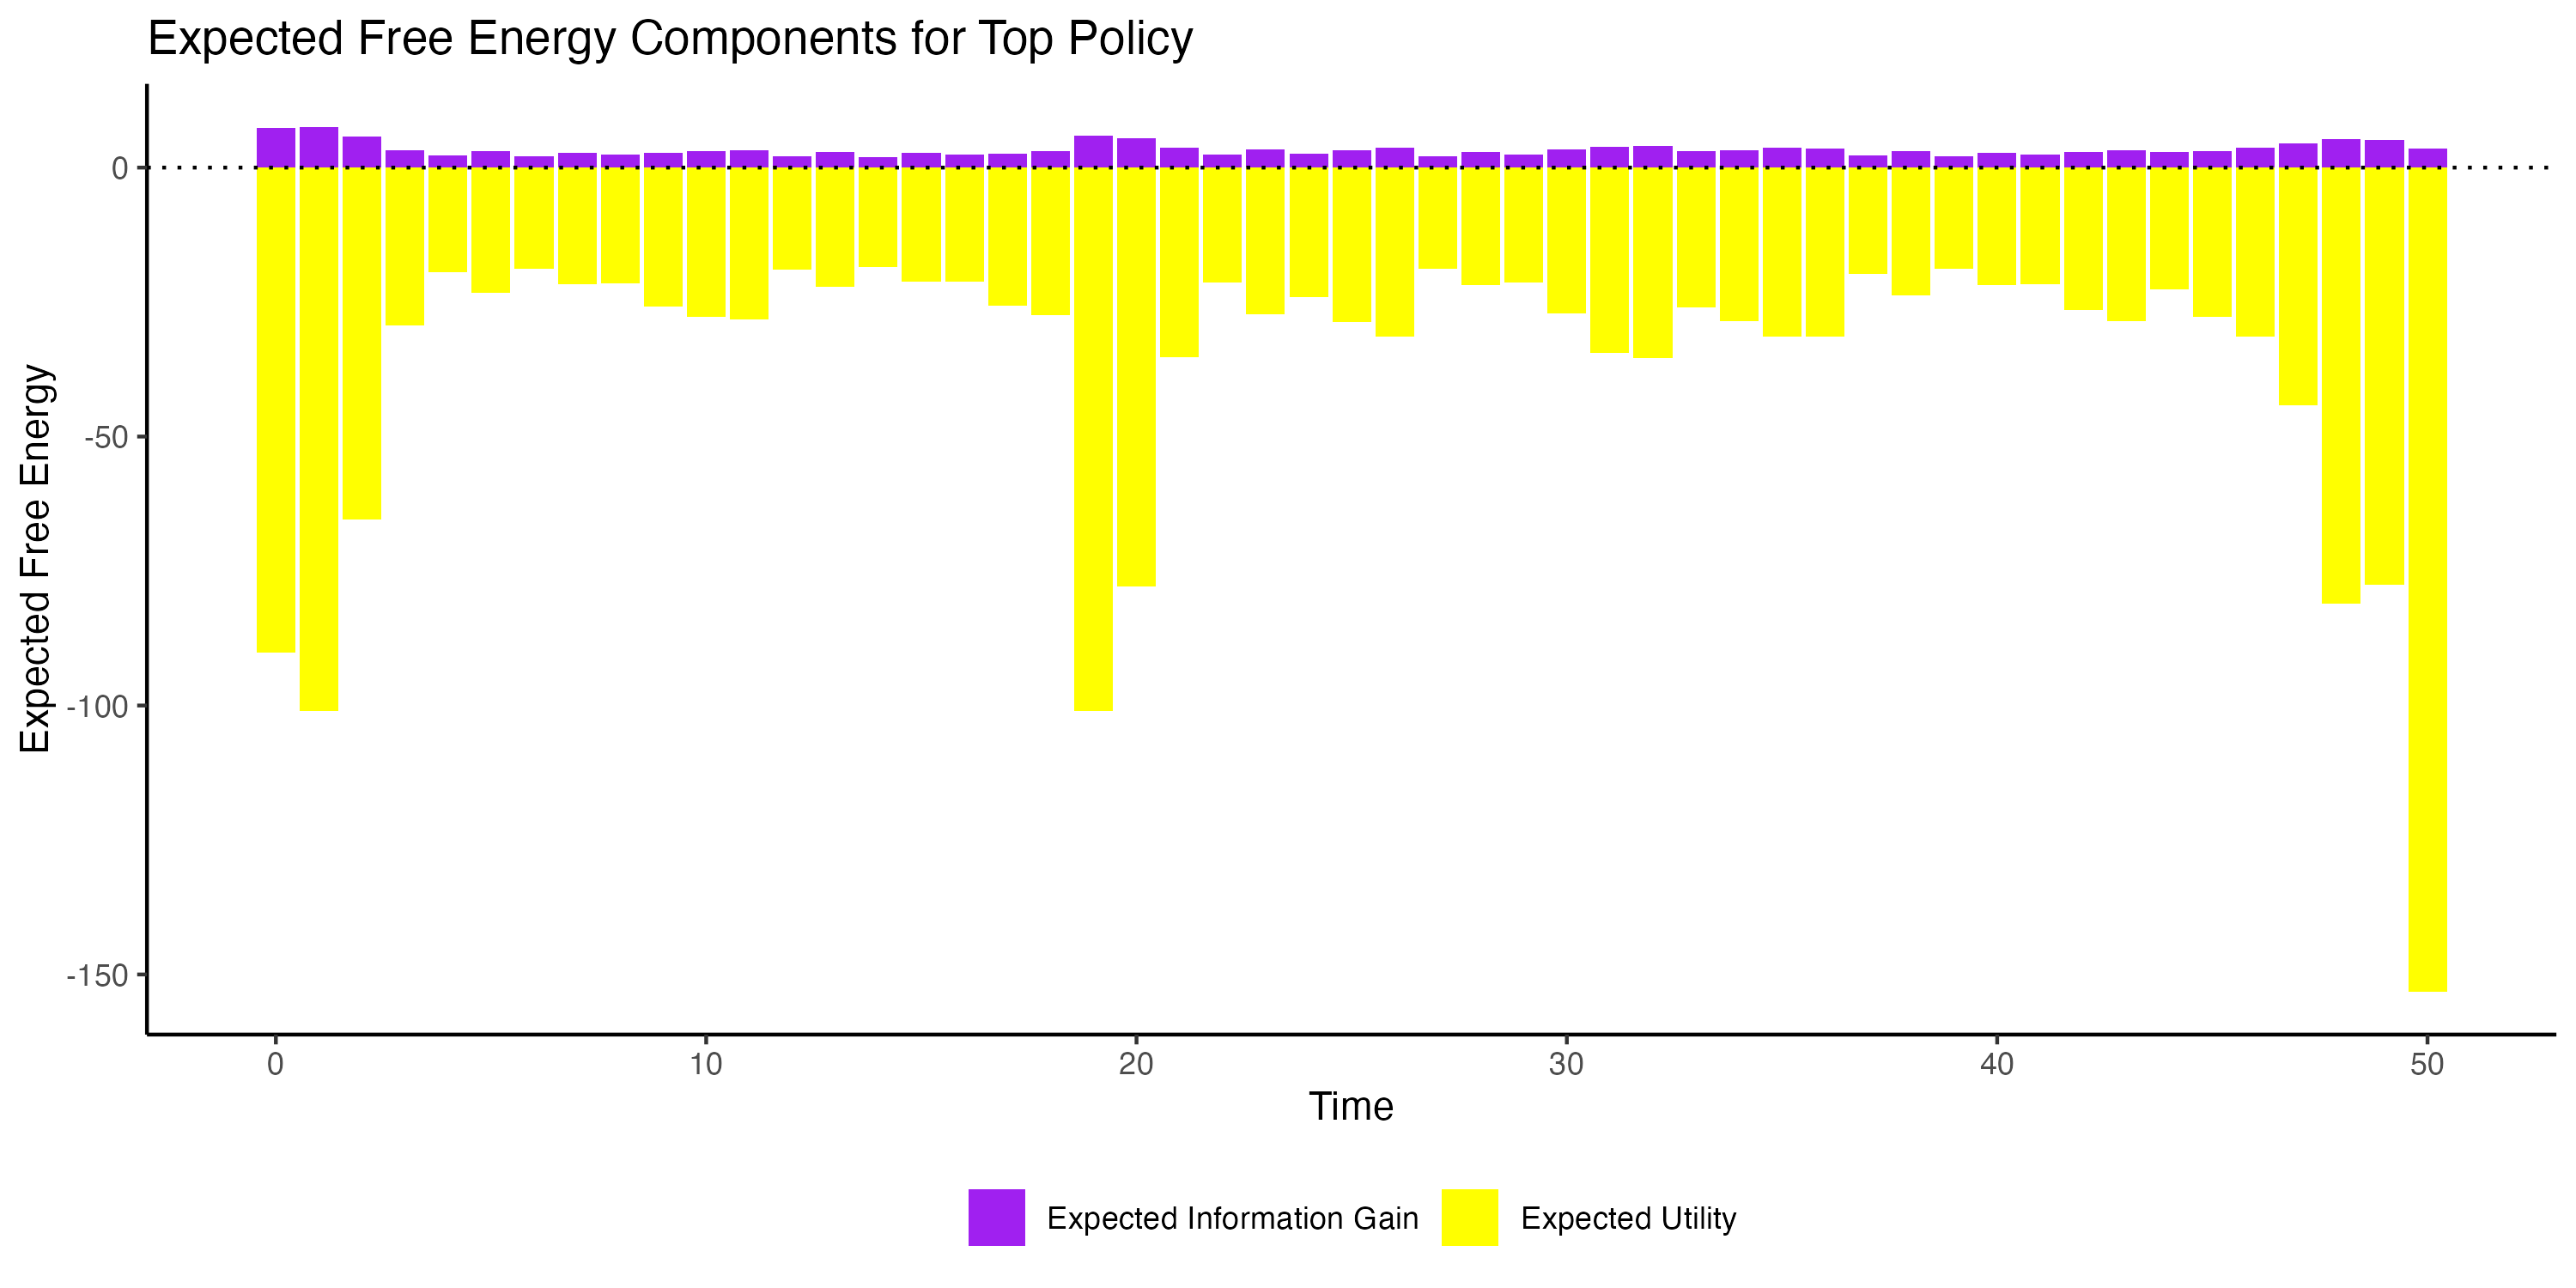 Expected Free Energy Components for Top Policy
Expected Free Energy
0
-50
-100
-150
0 10 20 30 40 50
Time
Expected Information Gain Expected Utility